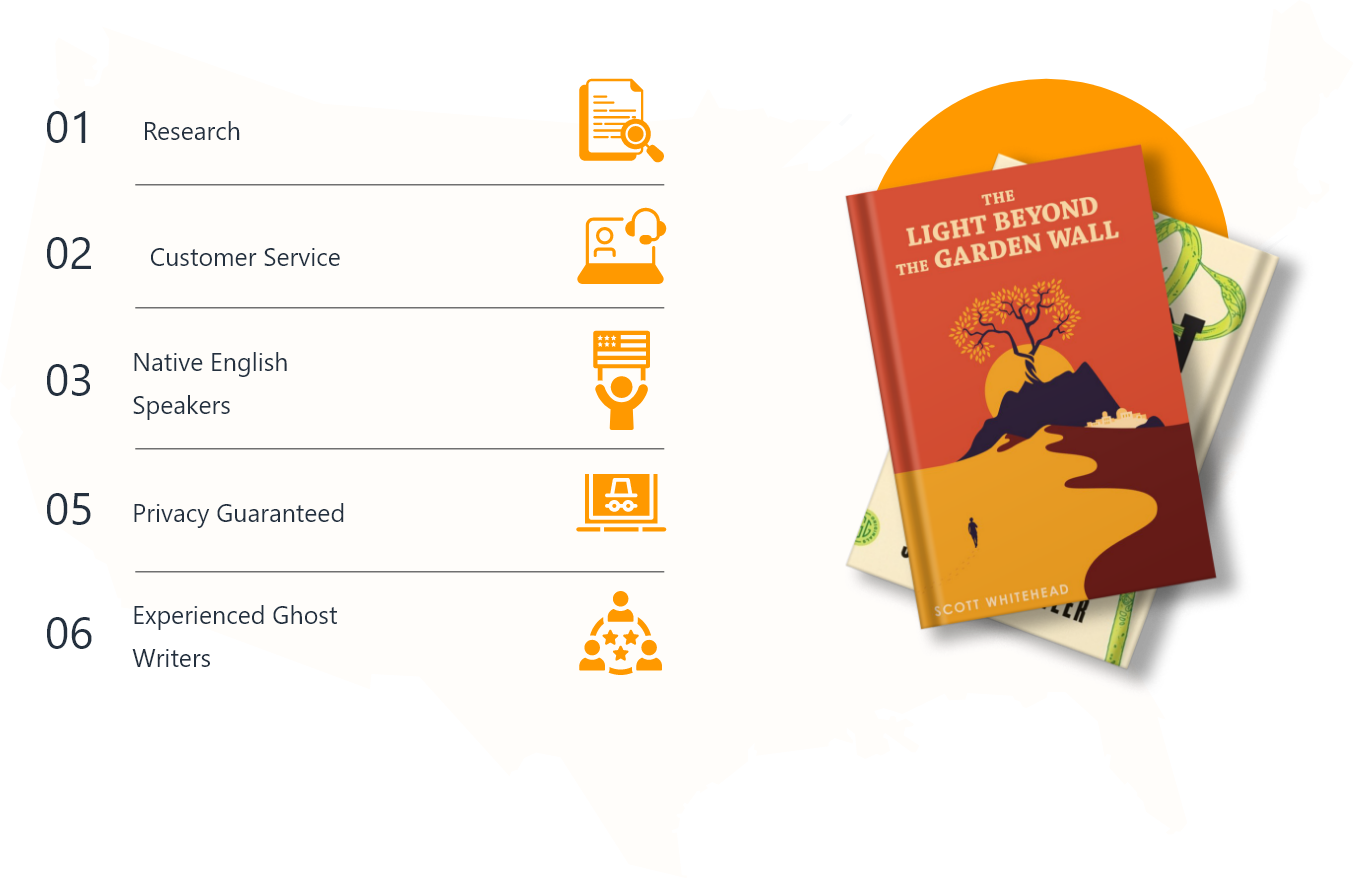 01
Research
02
Customer Service
03
Native English
Speakers
05
Privacy Guaranteed
06
Experienced Ghost
Writers
THE
LIGHT BEYOND
THE GARDEN WALL
SCOTT WHITEHEAD